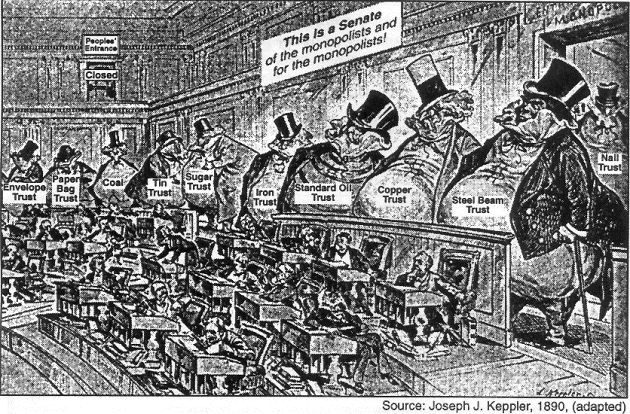 This is a Senate
of the monopolists and
for the monopolists!
Peoples'
Entrance
Closed
Envelope
Trust
Paper
Bag
Trust
Coal
Tin
Trust
Sugar
Trust
Iron
Trust
Standard Oil
Trust
Copper
Trust
Steel Beam
Trust
Nail
Trust
Source: Joseph J. Keppler, 1890, (adapted)